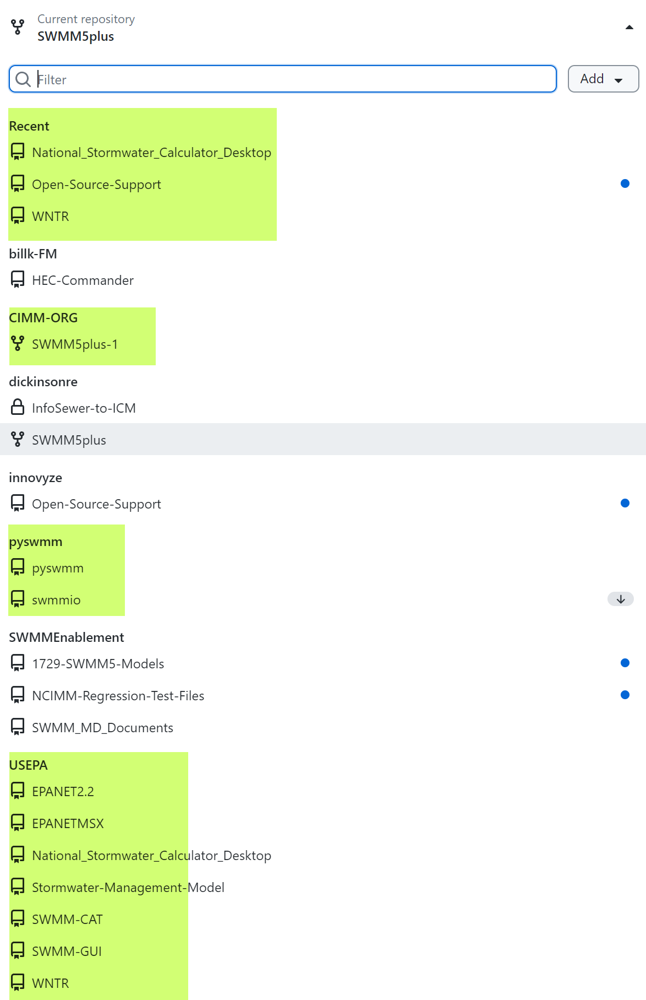 Current repository
SWMM5plus
Filter
Add
Recent
National_Stormwater_Calculator_Desktop
Open-Source-Support
WNTR
billk-FM
HEC-Commander
CIMM-ORG
SWMM5plus-1
dickinsonre
InfoSewer-to-ICM
SWMM5plus
innovyze
Open-Source-Support
pyswmm
pyswmm
swmmio
SWMMEnablement
1729-SWMM5-Models
NCIMM-Regression-Test-Files
SWMM_MD_Documents
USEPA
EPANET2.2
EPANETMSX
National_Stormwater_Calculator_Desktop
Stormwater-Management-Model
SWMM-CAT
SWMM-GUI
WNTR